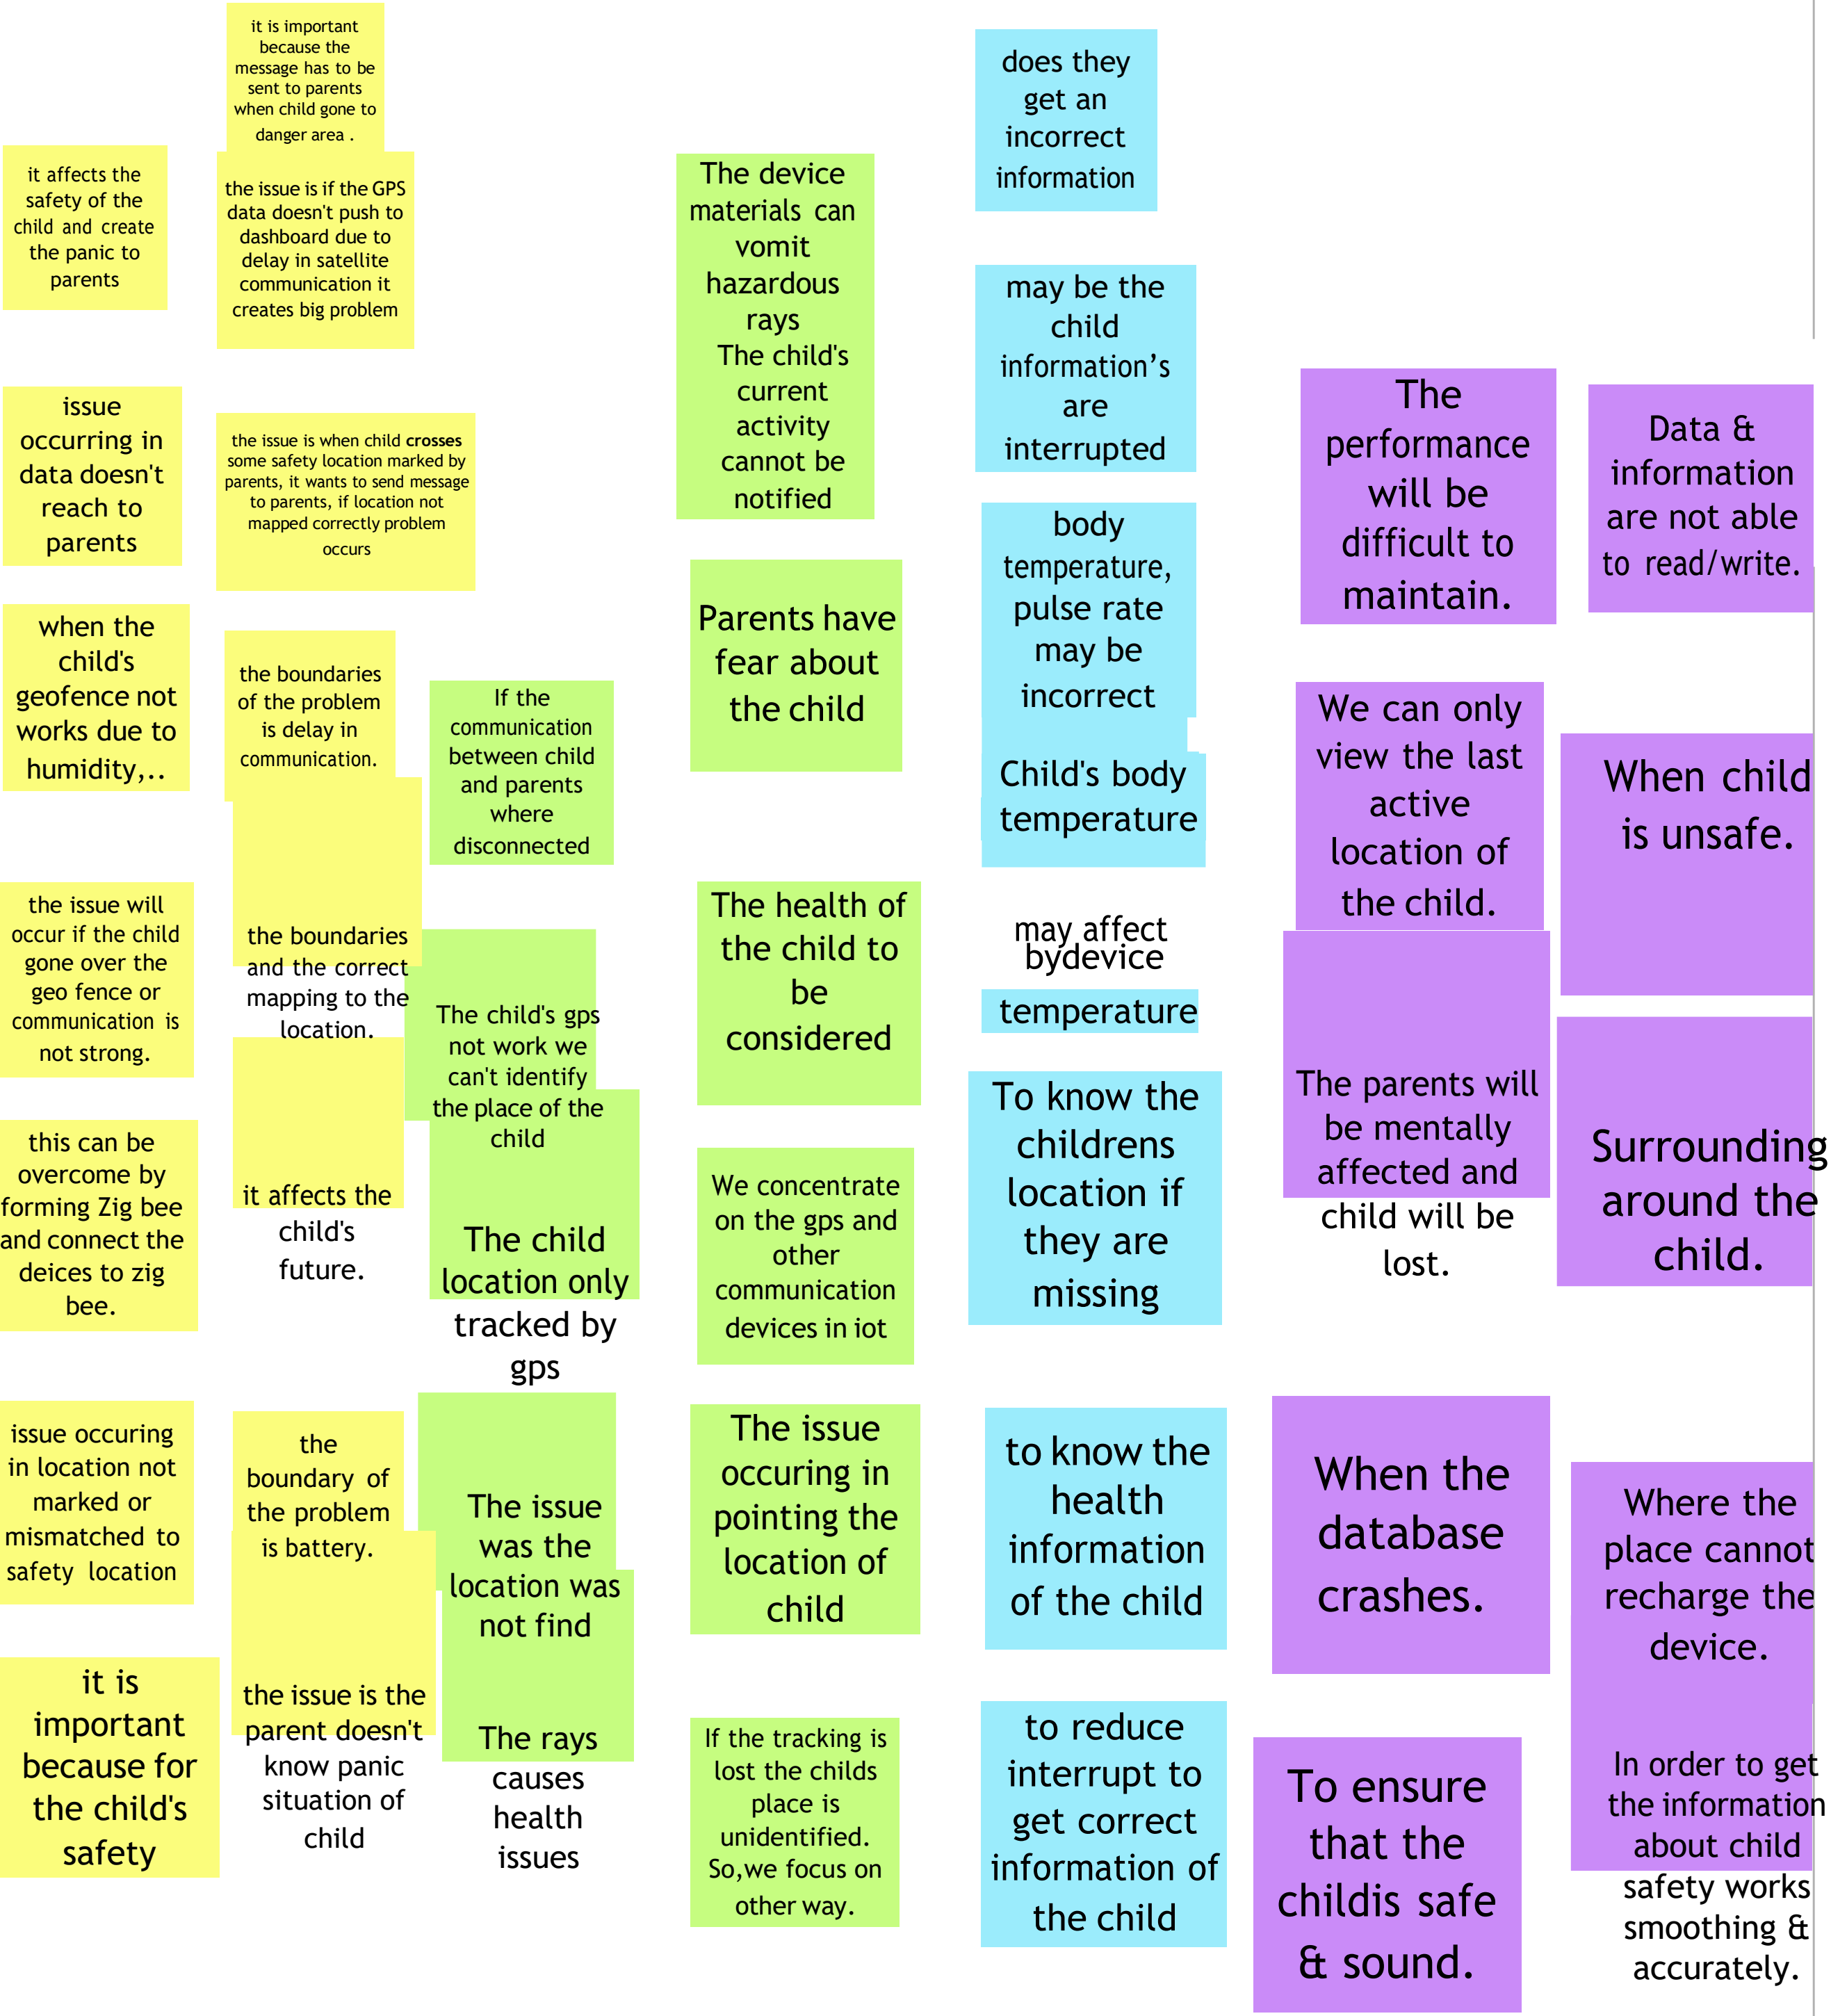 it is important
because the
message has to be
sent to parents
when child gone to
danger area .
it affects the
safety of the
child and create
the panic to
parents
the issue is if the GPS
data doesn't push to
dashboard due to
delay in satellite
communication it
creates big problem
issue
occurring in
data doesn't
reach to
parents
the issue is when child crosses
some safety location marked by
parents, it wants to send message
to parents, if location not
mapped correctly problem
occurs
when the
child's
geofence not
works due to
humidity,..
the boundaries
of the problem
is delay in
communication.
the issue will
occur if the child
gone over the
geo fence or
communication is
not strong.
the boundaries
and the correct
mapping to the
location.
this can be
overcome by
forming Zig bee
and connect the
deices to zig
bee.
it affects the
child's
future.
issue occuring
in location not
marked or
mismatched to
safety location
the
boundary of
the problem
is battery.
it is
important
because for
the child's
safety
the issue is the
parent doesn't
know panic
situation of
child
If the
communication
between child
and parents
where
disconnected
The child's gps
not work we
can't identify
the place of the
child
The child
location only
tracked by
gps
The issue
was the
location was
not find
The rays
causes
health
issues
The device
materials can
vomit
hazardous
rays
The child's
current
activity
cannot be
notified
Parents have
fear about
the child
The health of
the child to
be
considered
We concentrate
on the gps and
other
communication
devices in iot
The issue
occuring in
pointing the
location of
child
If the tracking is
lost the childs
place is
unidentified.
So,we focus on
other way.
does they
get an
incorrect
information
may be the
child
information’s
are
interrupted
body
temperature,
pulse rate
may be
incorrect
Child's body
temperature
may affect
bydevice
temperature
To know the
childrens
location if
they are
missing
to know the
health
information
of the child
to reduce
interrupt to
get correct
information of
the child
The
performance
will be
difficult to
maintain.
We can only
view the last
active
location of
the child.
The parents will
be mentally
affected and
child will be
lost.
When the
database
crashes.
To ensure
that the
childis safe
& sound.
Data &
information
are not able
to read/write.
When child
is unsafe.
Surrounding
around the
child.
Where the
place cannot
recharge the
device.
In order to get
the information
about child
safety works
smoothing &
accurately.